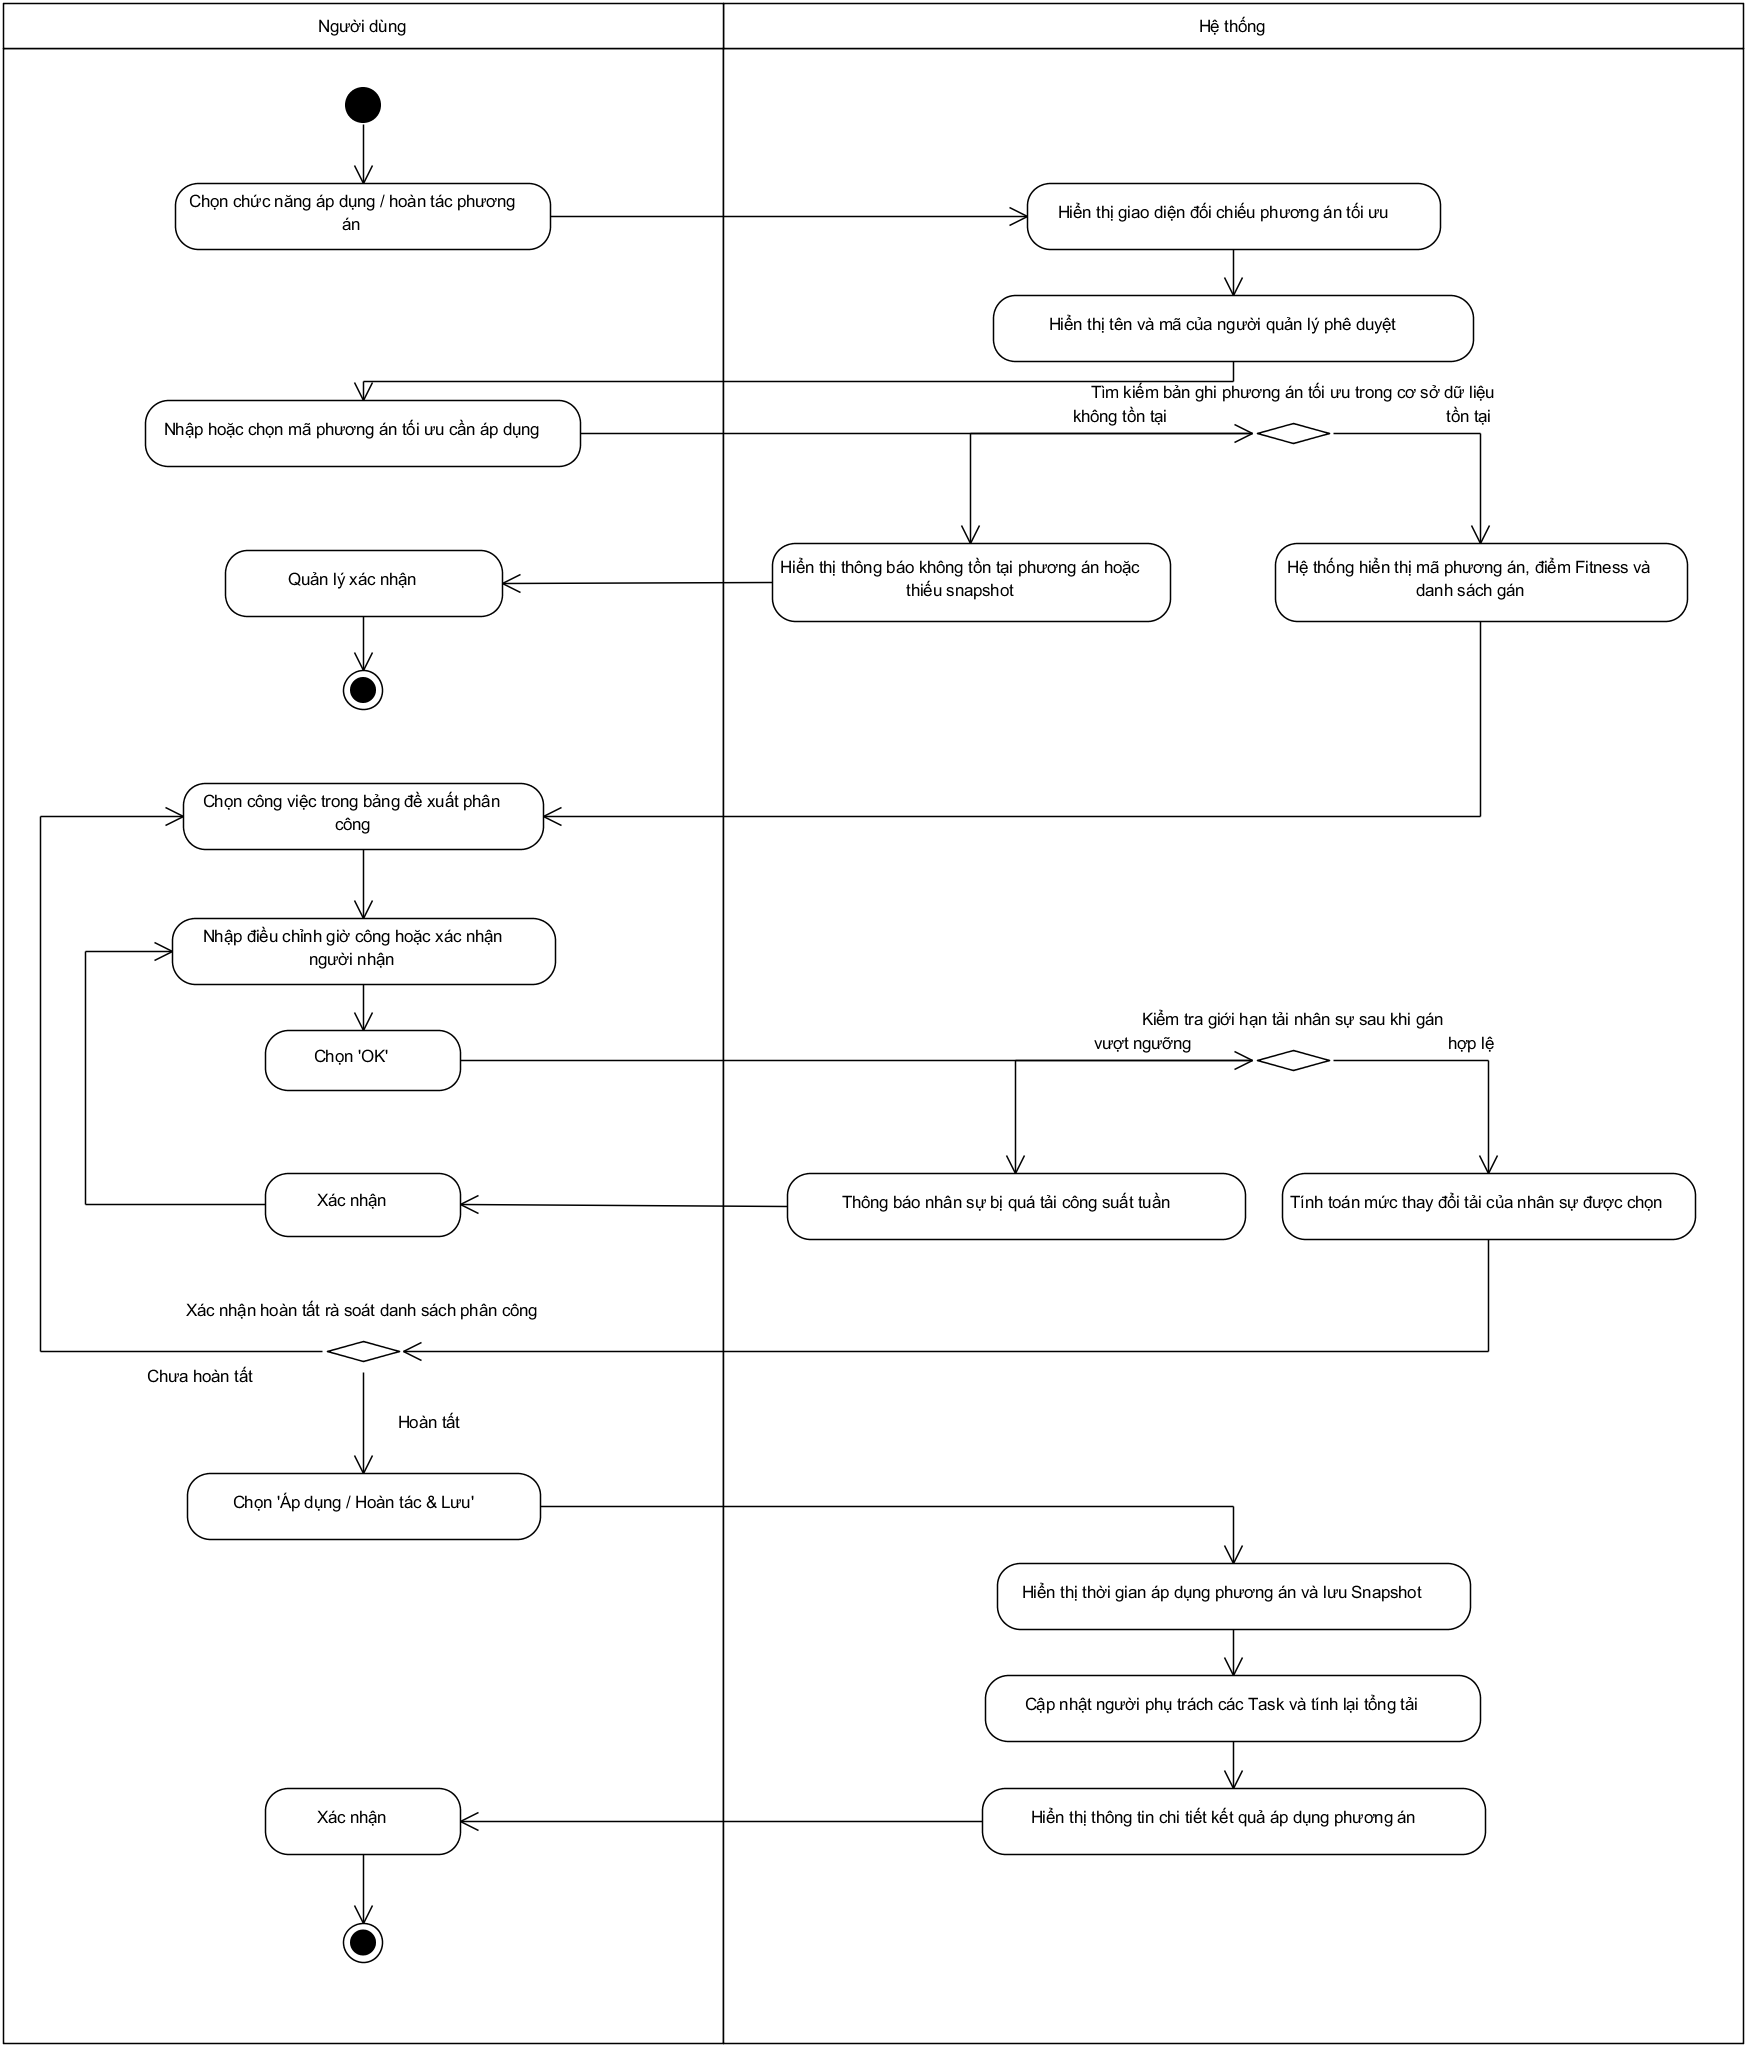 Người dùng
Hệ thống
Chọn chức năng áp dụng / hoàn tác phương
án
Hiển thị giao diện đối chiếu phương án tối ưu
Hiển thị tên và mã của người quản lý phê duyệt
Tìm kiếm bản ghi phương án tối ưu trong cơ sở dữ liệu
không tồn tại
tồn tại
Nhập hoặc chọn mã phương án tối ưu cần áp dụng
Quản lý xác nhận
Hiển thị thông báo không tồn tại phương án hoặc
thiếu snapshot
Hệ thống hiển thị mã phương án, điểm Fitness và
danh sách gán
Chọn công việc trong bảng đề xuất phân
công
Nhập điều chỉnh giờ công hoặc xác nhận
người nhận
Kiểm tra giới hạn tải nhân sự sau khi gán
vượt ngưỡng
hợp lệ
Chọn 'OK'
Xác nhận
Thông báo nhân sự bị quá tải công suất tuần
Tính toán mức thay đổi tải của nhân sự được chọn
Xác nhận hoàn tất rà soát danh sách phân công
Chưa hoàn tất
Hoàn tất
Chọn 'Áp dụng / Hoàn tác & Lưu'
Hiển thị thời gian áp dụng phương án và lưu Snapshot
Cập nhật người phụ trách các Task và tính lại tổng tải
Xác nhận
Hiển thị thông tin chi tiết kết quả áp dụng phương án